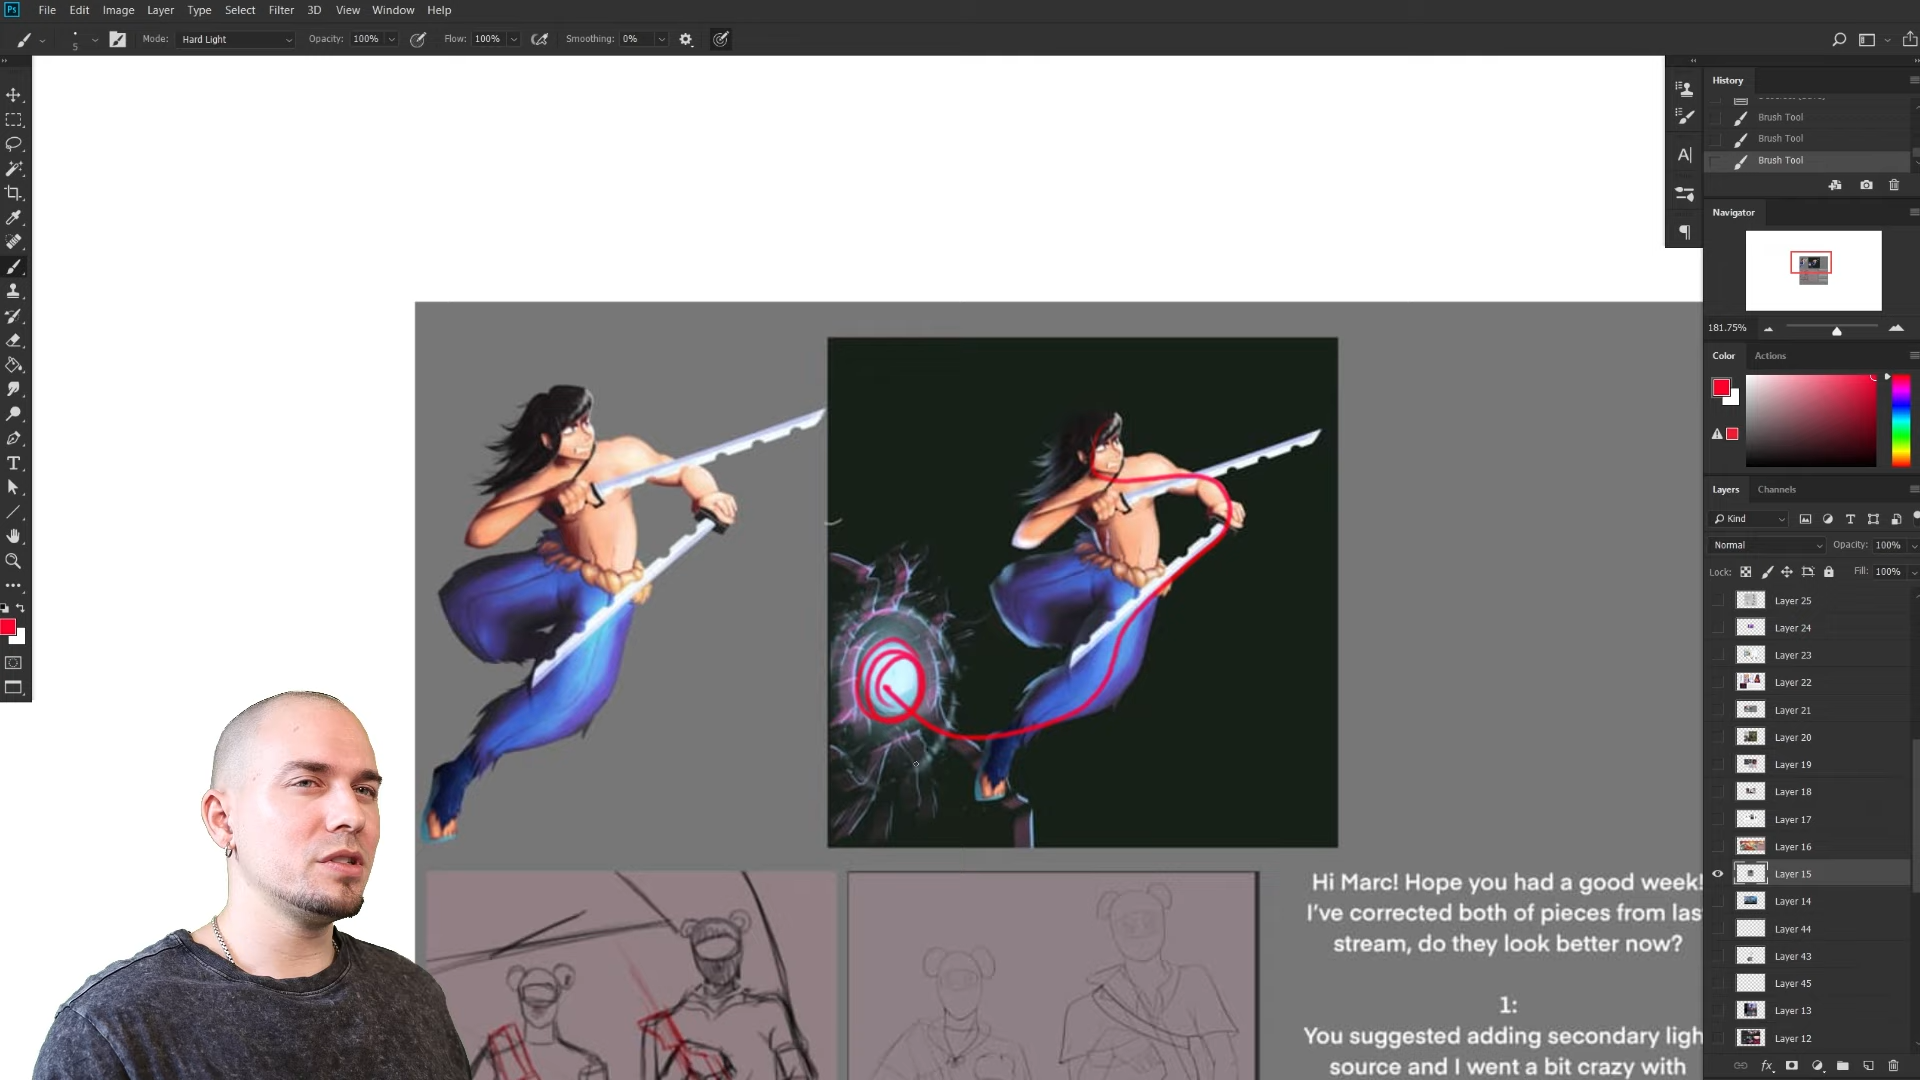 Ps File Edit Image Layer Type Select Filter 3D View Window Help
5 Mode: Hard Light Opacity: 100% Flow: 100% Smoothing: 0%
History
Brush Tool
Brush Tool
Brush Tool
Navigator
181.75%
Color Actions
Layers Channels
Kind
Normal Opacity: 100%
Lock: Fill: 100%
Layer 25
Layer 24
Layer 23
Layer 22
Layer 21
Layer 20
Layer 19
Layer 18
Layer 17
Layer 16
Layer 15
Layer 14
Layer 44
Layer 43
Layer 45
Layer 13
Layer 12
fx
Hi Marc! Hope you had a good week!
I've corrected both of pieces from las
stream, do they look better now?
1:
You suggested adding secondary ligh
source and I went a bit crazy with